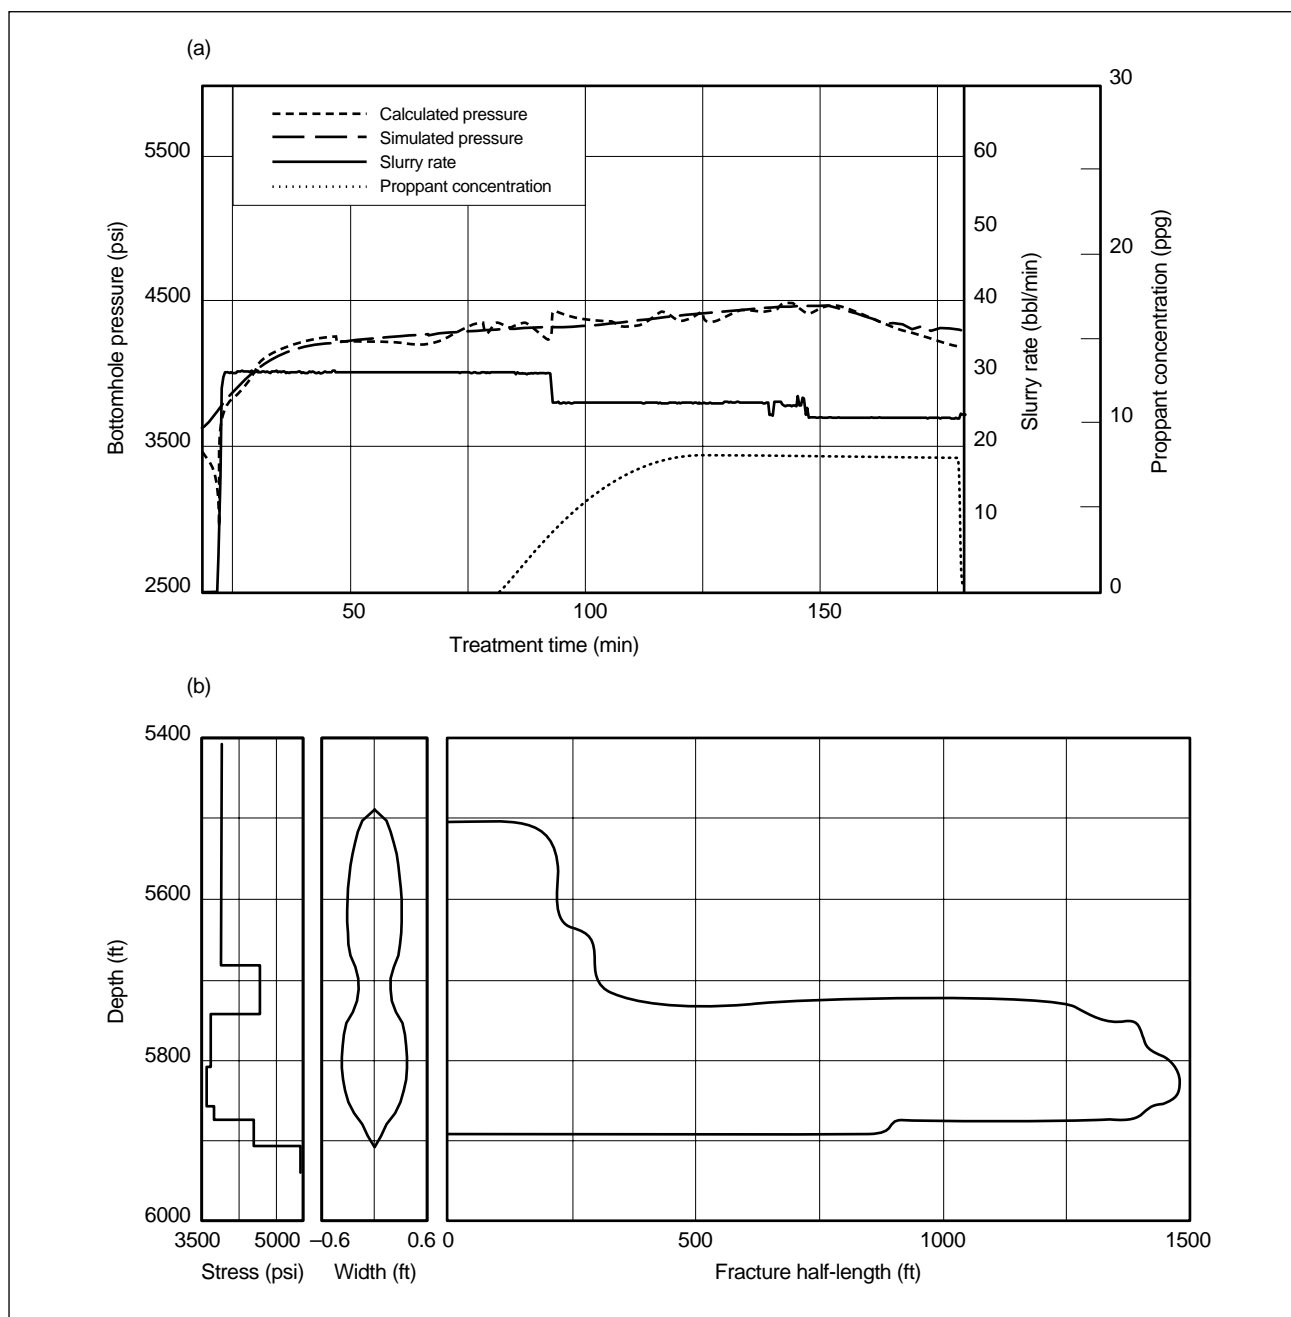 (a)
Calculated pressure
Simulated pressure
Slurry rate
Proppant concentration
Bottomhole pressure (psi)
5500
4500
3500
2500
50
100
150
Treatment time (min)
60
50
40
30
20
10
Slurry rate (bbl/min)
30
20
10
0
Proppant concentration (ppg)
(b)
Depth (ft)
5400
5600
5800
6000
3500
5000
Stress (psi)
–0.6
0.6
Width (ft)
0
500
1000
1500
Fracture half-length (ft)